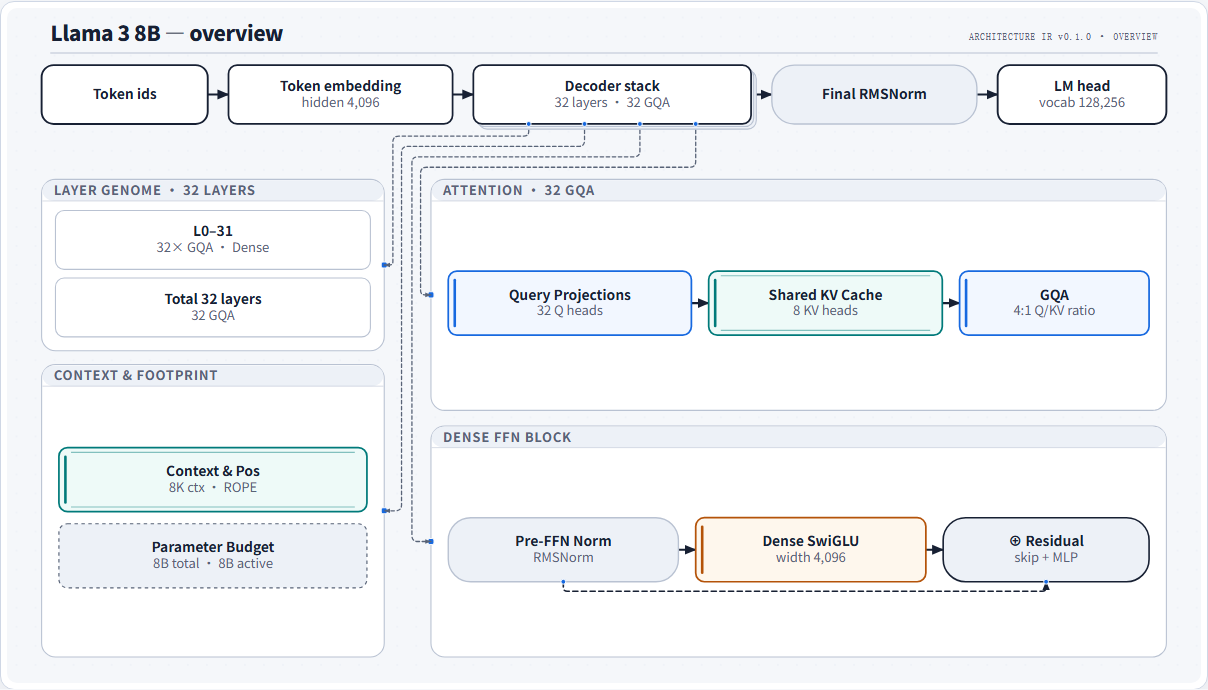 Llama 3 8B — overview
ARCHITECTURE IR v0.1.0 • OVERVIEW
Token ids
Token embedding
hidden 4,096
Decoder stack
32 layers • 32 GQA
Final RMSNorm
LM head
vocab 128,256
LAYER GENOME • 32 LAYERS
L0–31
32× GQA • Dense
Total 32 layers
32 GQA
ATTENTION • 32 GQA
Query Projections
32 Q heads
Shared KV Cache
8 KV heads
GQA
4:1 Q/KV ratio
CONTEXT & FOOTPRINT
Context & Pos
8K ctx • ROPE
Parameter Budget
8B total • 8B active
DENSE FFN BLOCK
Pre-FFN Norm
RMSNorm
Dense SwiGLU
width 4,096
⊕ Residual
skip + MLP